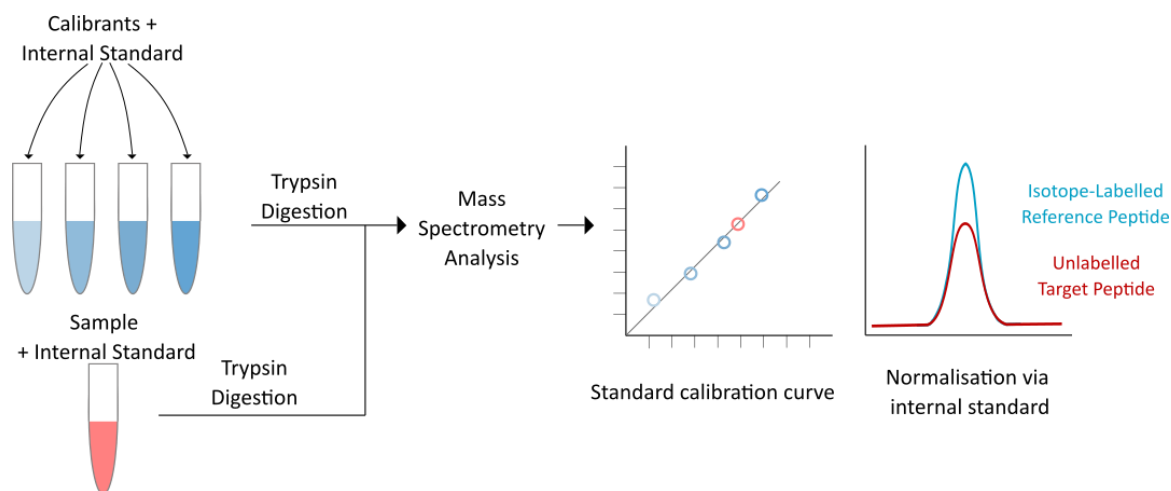 Calibrants +
Internal Standard
Trypsin
Digestion
Mass
Spectrometry
Analysis
Sample
+ Internal Standard
Trypsin
Digestion
Standard calibration curve
Isotope-Labelled
Reference Peptide
Unlabelled
Target Peptide
Normalisation via
internal standard